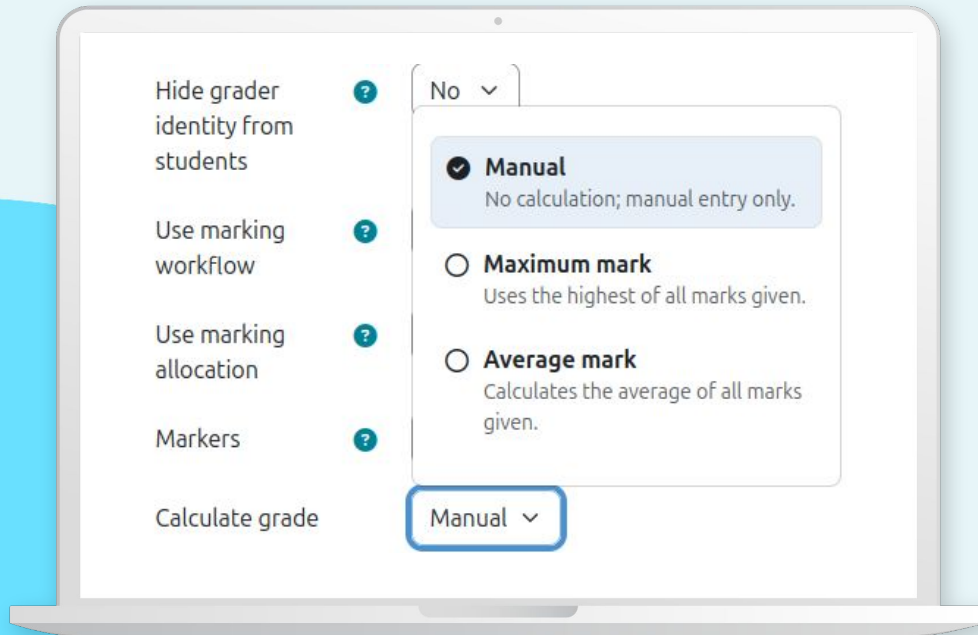 Hide grader
identity from
students
No
Manual
No calculation; manual entry only.
Use marking
workflow
Maximum mark
Uses the highest of all marks given.
Use marking
allocation
Average mark
Calculates the average of all marks
given.
Markers
Calculate grade
Manual